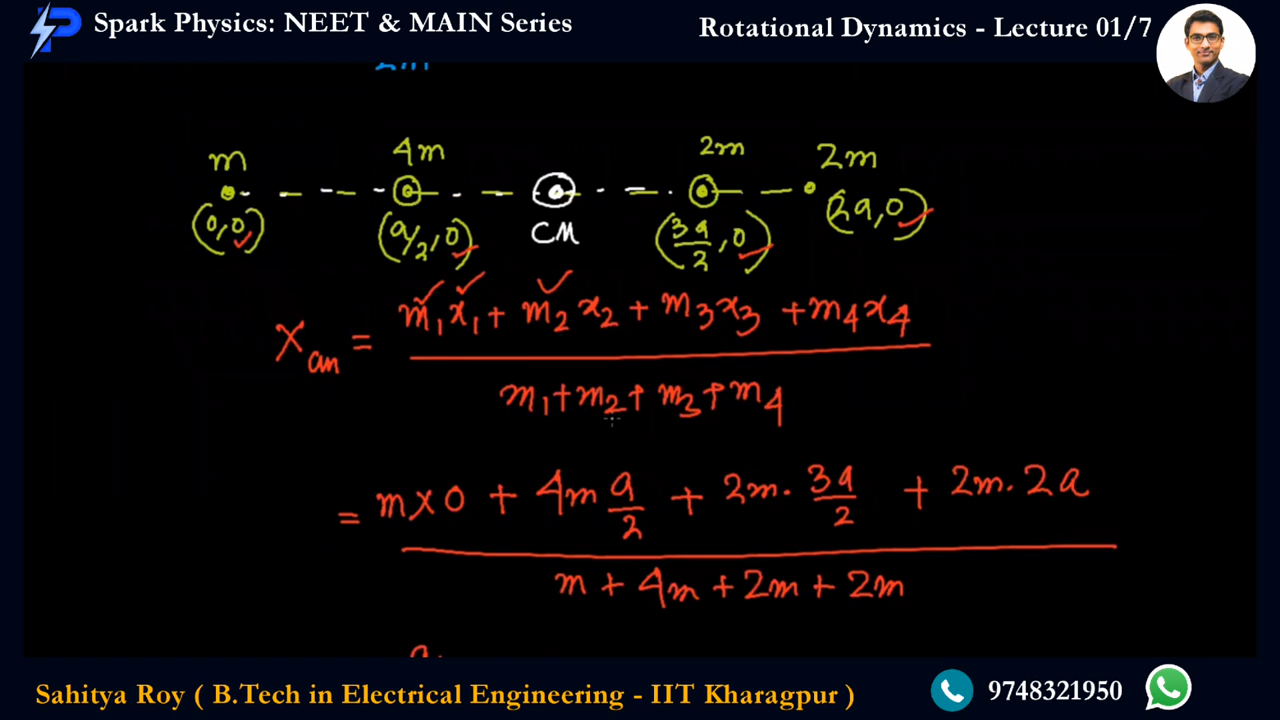 Spark Physics: NEET & MAIN Series
Rotational Dynamics - Lecture 01/7
m 4m 2m 2m
CM
(0,0) (a/2,0) (3a/2,0) (2a,0)
Xcm = m₁x₁ + m₂x₂ + m₃x₃ + m₄x₄
m₁+m₂+m₃+m₄
= m×0 + 4m a/2 + 2m. 3a/2 + 2m. 2a
m + 4m + 2m + 2m
Sahitya Roy ( B.Tech in Electrical Engineering - IIT Kharagpur )
9748321950